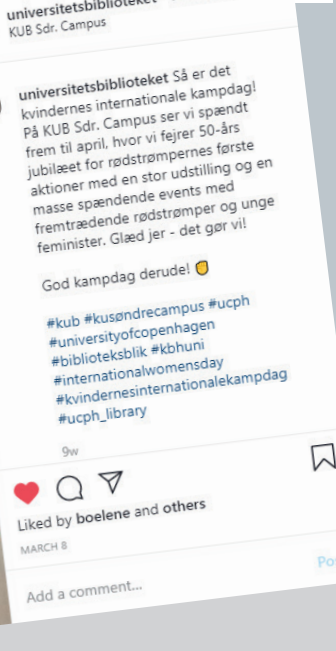 universitetsbiblioteket
KUB Sdr. Campus
universitetsbiblioteket Så er det
kvindernes internationale kampdag!
På KUB Sdr. Campus ser vi spændt
frem til april, hvor vi fejrer 50-års
jubilæet for rødstrømpernes første
aktioner med en stor udstilling og en
masse spændende events med
fremtrædende rødstrømper og unge
feminister. Glæd jer - det gør vi!
God kampdag derude! ✊
#kub #kusøndrecampus #ucph
#universityofcopenhagen
#biblioteksblik #kbhuni
#internationalwomensday
#kvindernesinternationalekampdag
#ucph_library
9w
Liked by boelene and others
MARCH 8
Add a comment...